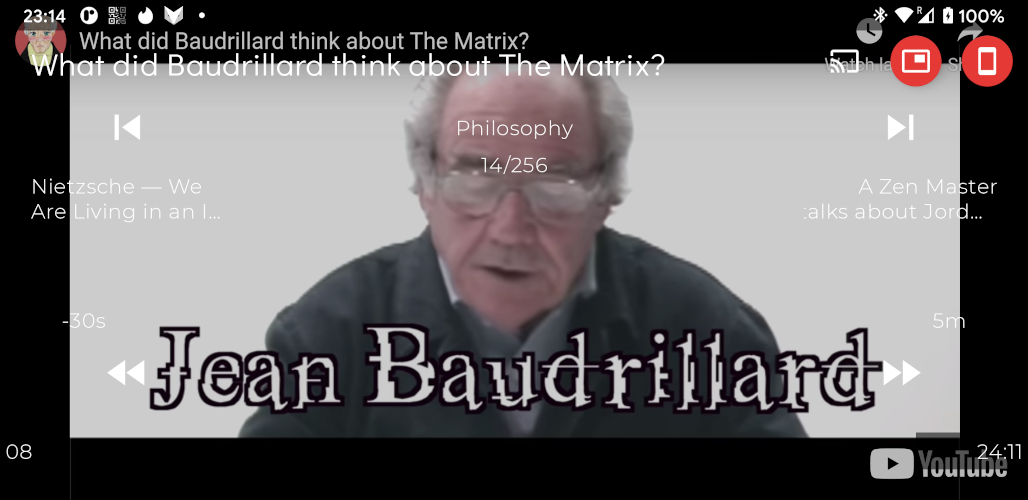 23:14
R
100%
What did Baudrillard think about The Matrix?
What did Baudrillard think about The Matrix?
Philosophy
14/256
Nietzsche — We
Are Living in an I...
A Zen Master
talks about Jord...
-30s
5m
Jean Baudrillard
08
24:11
YouTube